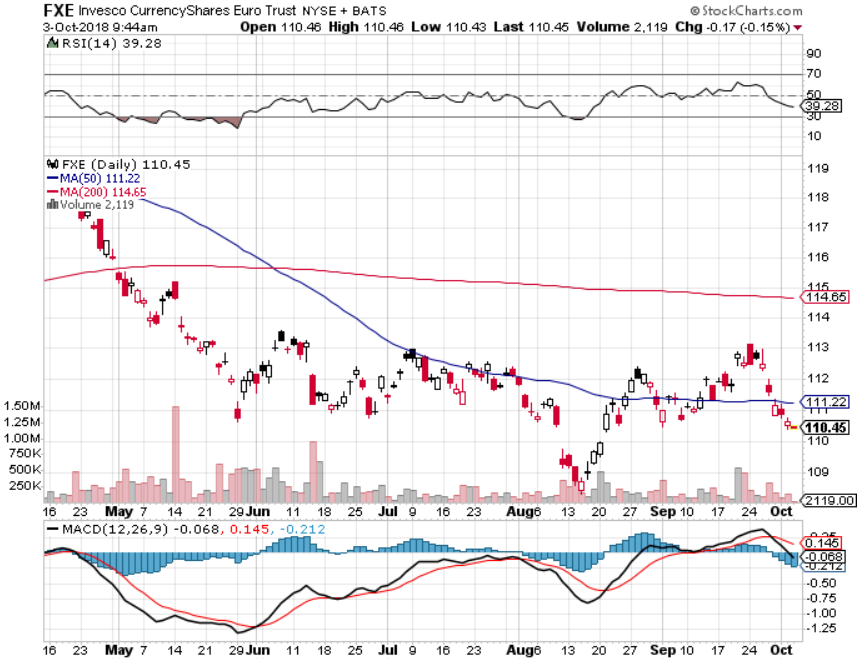 FXE Invesco CurrencyShares Euro Trust NYSE + BATS
© StockCharts.com
3-Oct-2018 9:44am
Open 110.46 High 110.46 Low 110.43 Last 110.45 Volume 2,119 Chg -0.17 (-0.15%)
RSI(14) 39.28
90
70
50
39.28
30
10
FXE (Daily) 110.45
MA(50) 111.22
MA(200) 114.65
Volume 2,119
119
118
117
116
115
114.65
114
113
112
111.22
111
110.45
110
109
2119.00
1.50M
1.25M
1.00M
750K
500K
250K
16 23 May 7 14 21 29 Jun 11 18 25 Jul 9 16 23 Aug 6 13 20 27 Sep 10 17 24 Oct
MACD(12,26,9) -0.068, 0.145, -0.212
0.25
0.145
-0.068
-0.212
-0.50
-0.75
-1.00
-1.25
16 23 May 7 14 21 29 Jun 11 18 25 Jul 9 16 23 Aug 6 13 20 27 Sep 10 17 24 Oct